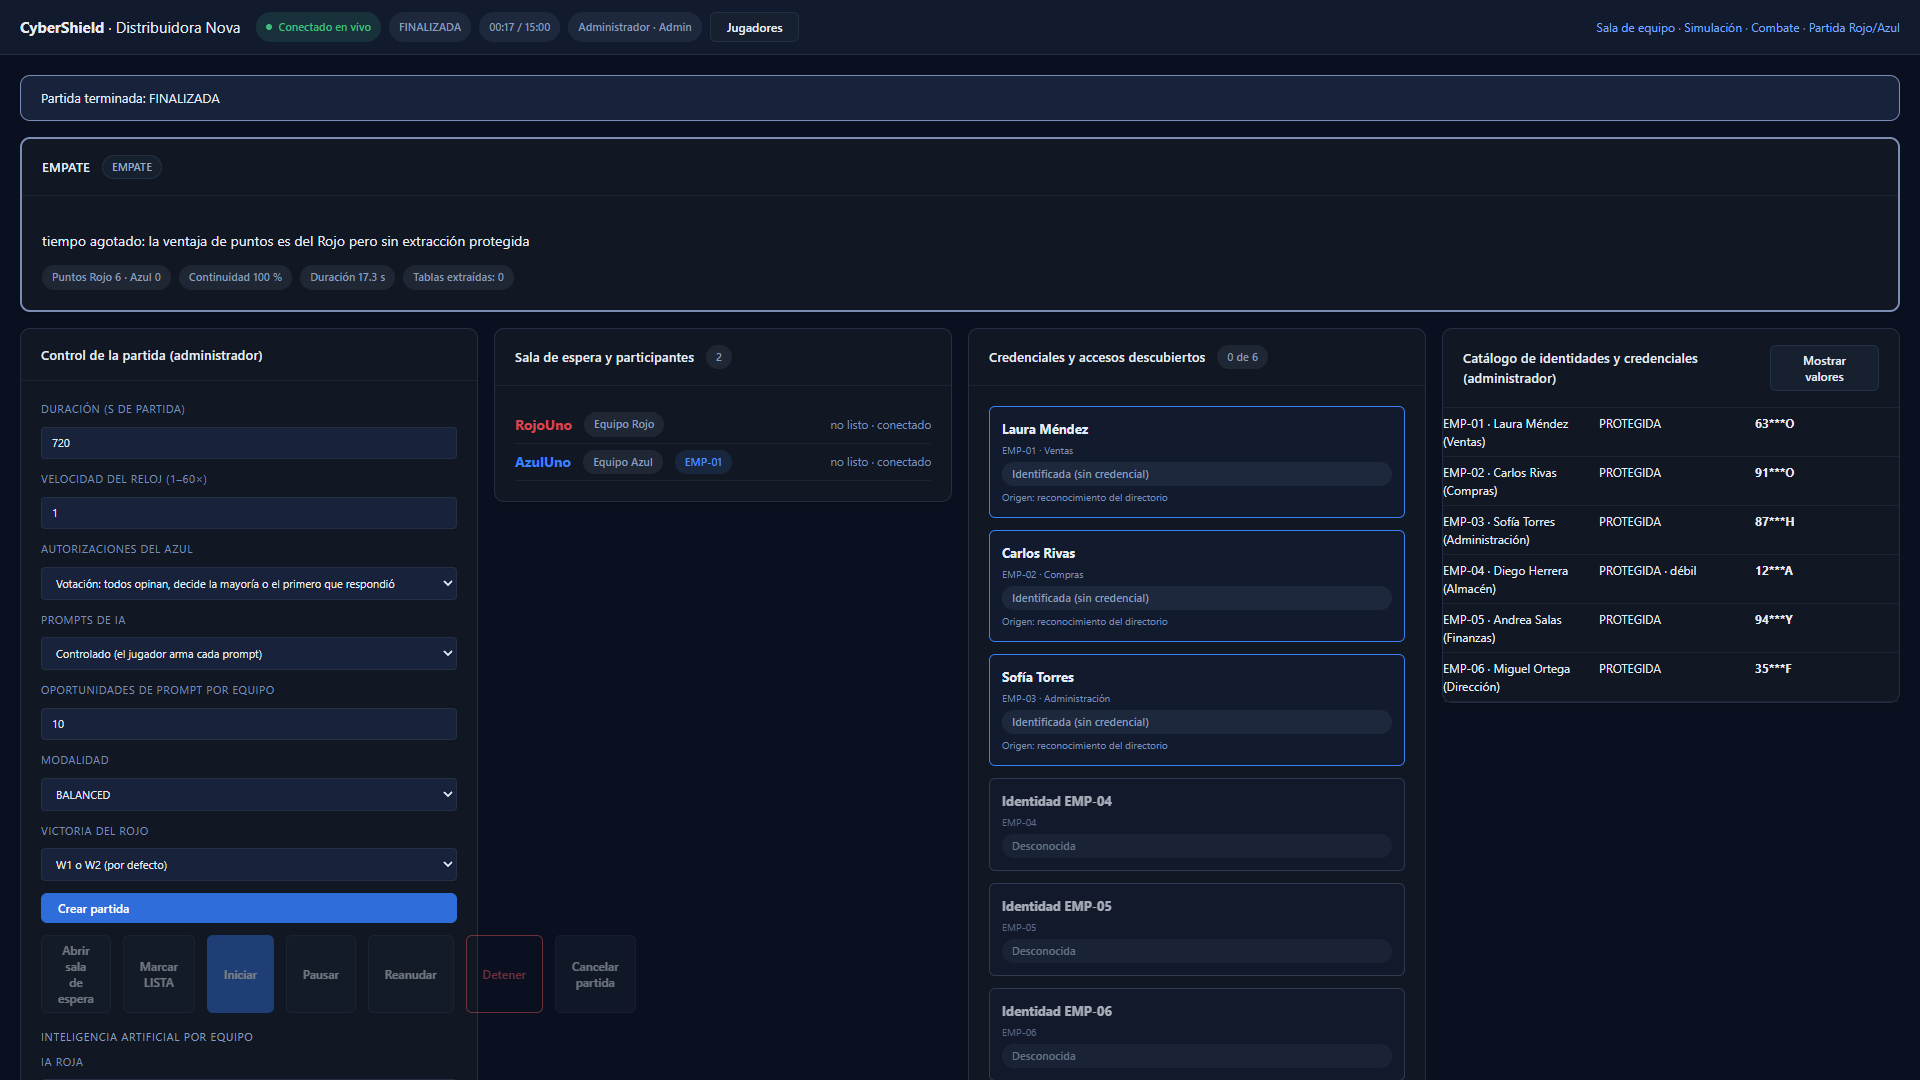 CyberShield · Distribuidora Nova
Conectado en vivo
FINALIZADA
00:17 / 15:00
Administrador · Admin
Jugadores
Sala de equipo · Simulación · Combate · Partida Rojo/Azul
Partida terminada: FINALIZADA
EMPATE
EMPATE
tiempo agotado: la ventaja de puntos es del Rojo pero sin extracción protegida
Puntos Rojo 6 · Azul 0
Continuidad 100 %
Duración 17.3 s
Tablas extraídas: 0
Control de la partida (administrador)
DURACIÓN (S DE PARTIDA)
720
VELOCIDAD DEL RELOJ (1–60×)
1
AUTORIZACIONES DEL AZUL
Votación: todos opinan, decide la mayoría o el primero que respondió
PROMPTS DE IA
Controlado (el jugador arma cada prompt)
OPORTUNIDADES DE PROMPT POR EQUIPO
10
MODALIDAD
BALANCED
VICTORIA DEL ROJO
W1 o W2 (por defecto)
Crear partida
Abrir
sala
de
espera
Marcar
LISTA
Iniciar
Pausar
Reanudar
Detener
Cancelar
partida
INTELIGENCIA ARTIFICIAL POR EQUIPO
IA ROJA
Sala de espera y participantes
2
RojoUno
Equipo Rojo
no listo · conectado
AzulUno
Equipo Azul
EMP-01
no listo · conectado
Credenciales y accesos descubiertos
0 de 6
Laura Méndez
EMP-01 · Ventas
Identificada (sin credencial)
Origen: reconocimiento del directorio
Carlos Rivas
EMP-02 · Compras
Identificada (sin credencial)
Origen: reconocimiento del directorio
Sofía Torres
EMP-03 · Administración
Identificada (sin credencial)
Origen: reconocimiento del directorio
Identidad EMP-04
EMP-04
Desconocida
Identidad EMP-05
EMP-05
Desconocida
Identidad EMP-06
EMP-06
Desconocida
Catálogo de identidades y credenciales
(administrador)
Mostrar
valores
EMP-01 · Laura Méndez
(Ventas)
PROTEGIDA
63***O
EMP-02 · Carlos Rivas
(Compras)
PROTEGIDA
91***O
EMP-03 · Sofía Torres
(Administración)
PROTEGIDA
87***H
EMP-04 · Diego Herrera
(Almacén)
PROTEGIDA · débil
12***A
EMP-05 · Andrea Salas
(Finanzas)
PROTEGIDA
94***Y
EMP-06 · Miguel Ortega
(Dirección)
PROTEGIDA
35***F